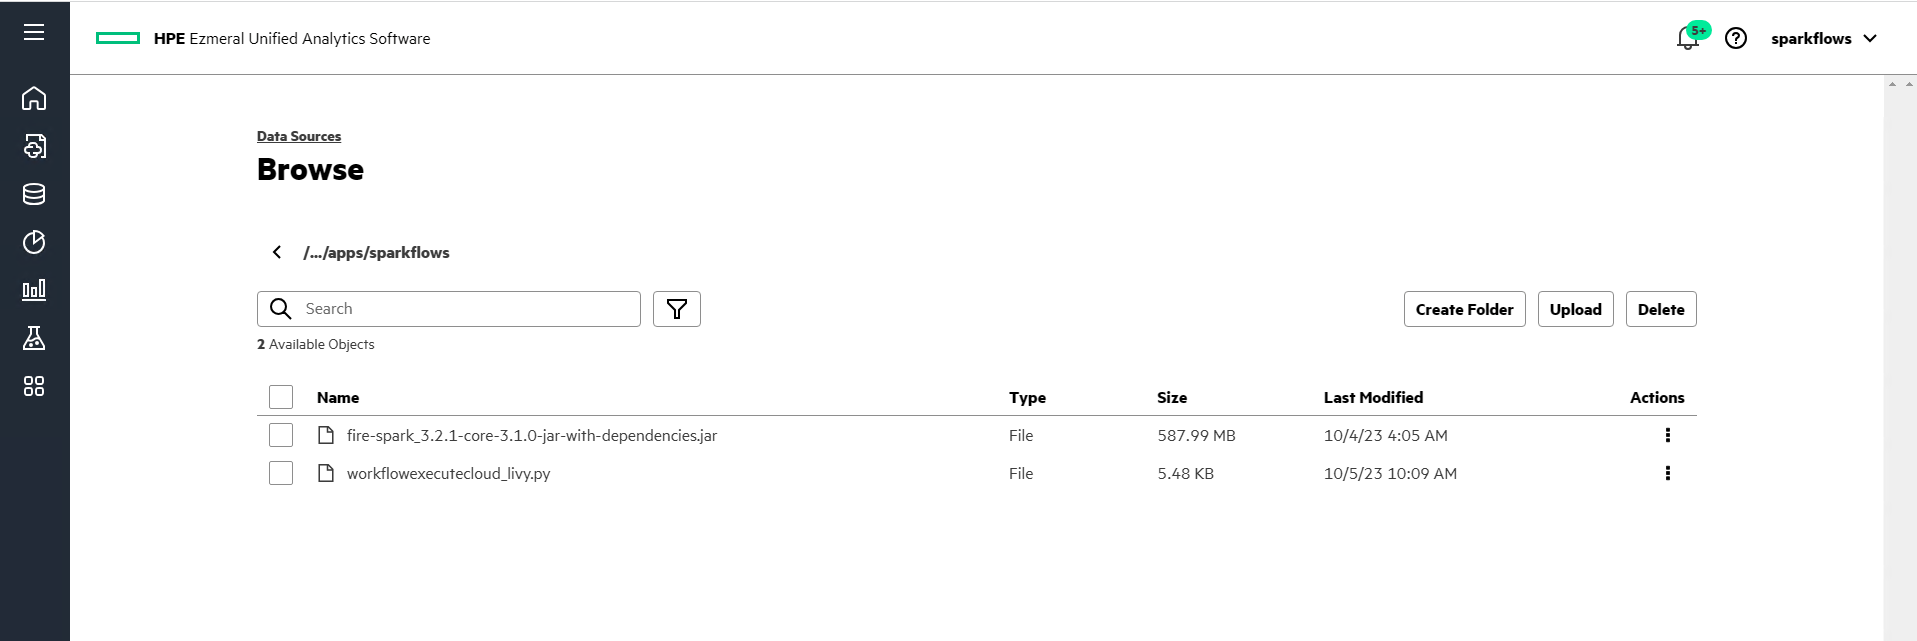 HPE Ezmeral Unified Analytics Software
5+
sparkflows
Data Sources
Browse
/.../apps/sparkflows
Search
Create Folder Upload Delete
2 Available Objects
Name Type Size Last Modified Actions
fire-spark_3.2.1-core-3.1.0-jar-with-dependencies.jar File 587.99 MB 10/4/23 4:05 AM
workflowexecutecloud_livy.py File 5.48 KB 10/5/23 10:09 AM